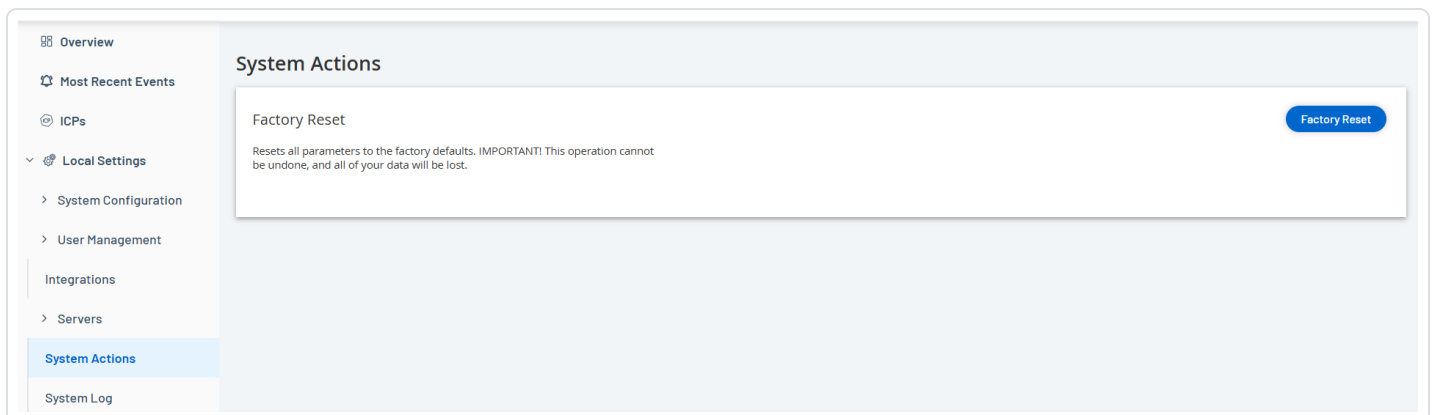 Overview
Most Recent Events
ICP ICPs
Local Settings
System Configuration
User Management
Integrations
Servers
System Actions
System Log
System Actions
Factory Reset
Factory Reset
Resets all parameters to the factory defaults. IMPORTANT! This operation cannot
be undone, and all of your data will be lost.